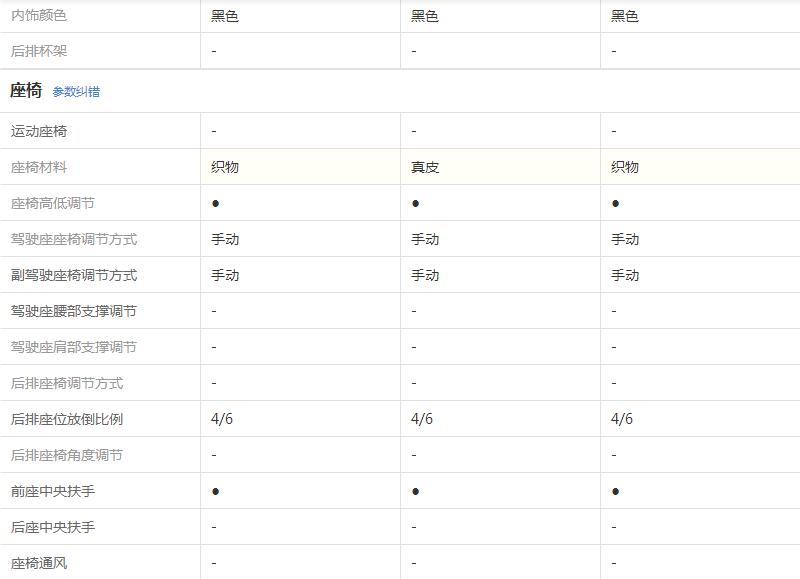 内饰颜色 黑色 黑色 黑色
后排杯架 - - -
座椅 参数纠错
运动座椅 - - -
座椅材料 织物 真皮 织物
座椅高低调节 ● ● ●
驾驶座座椅调节方式 手动 手动 手动
副驾驶座椅调节方式 手动 手动 手动
驾驶座腰部支撑调节 - - -
驾驶座肩部支撑调节 - - -
后排座椅调节方式 - - -
后排座位放倒比例 4/6 4/6 4/6
后排座椅角度调节 - - -
前座中央扶手 ● ● ●
后座中央扶手 - - -
座椅通风 - - -